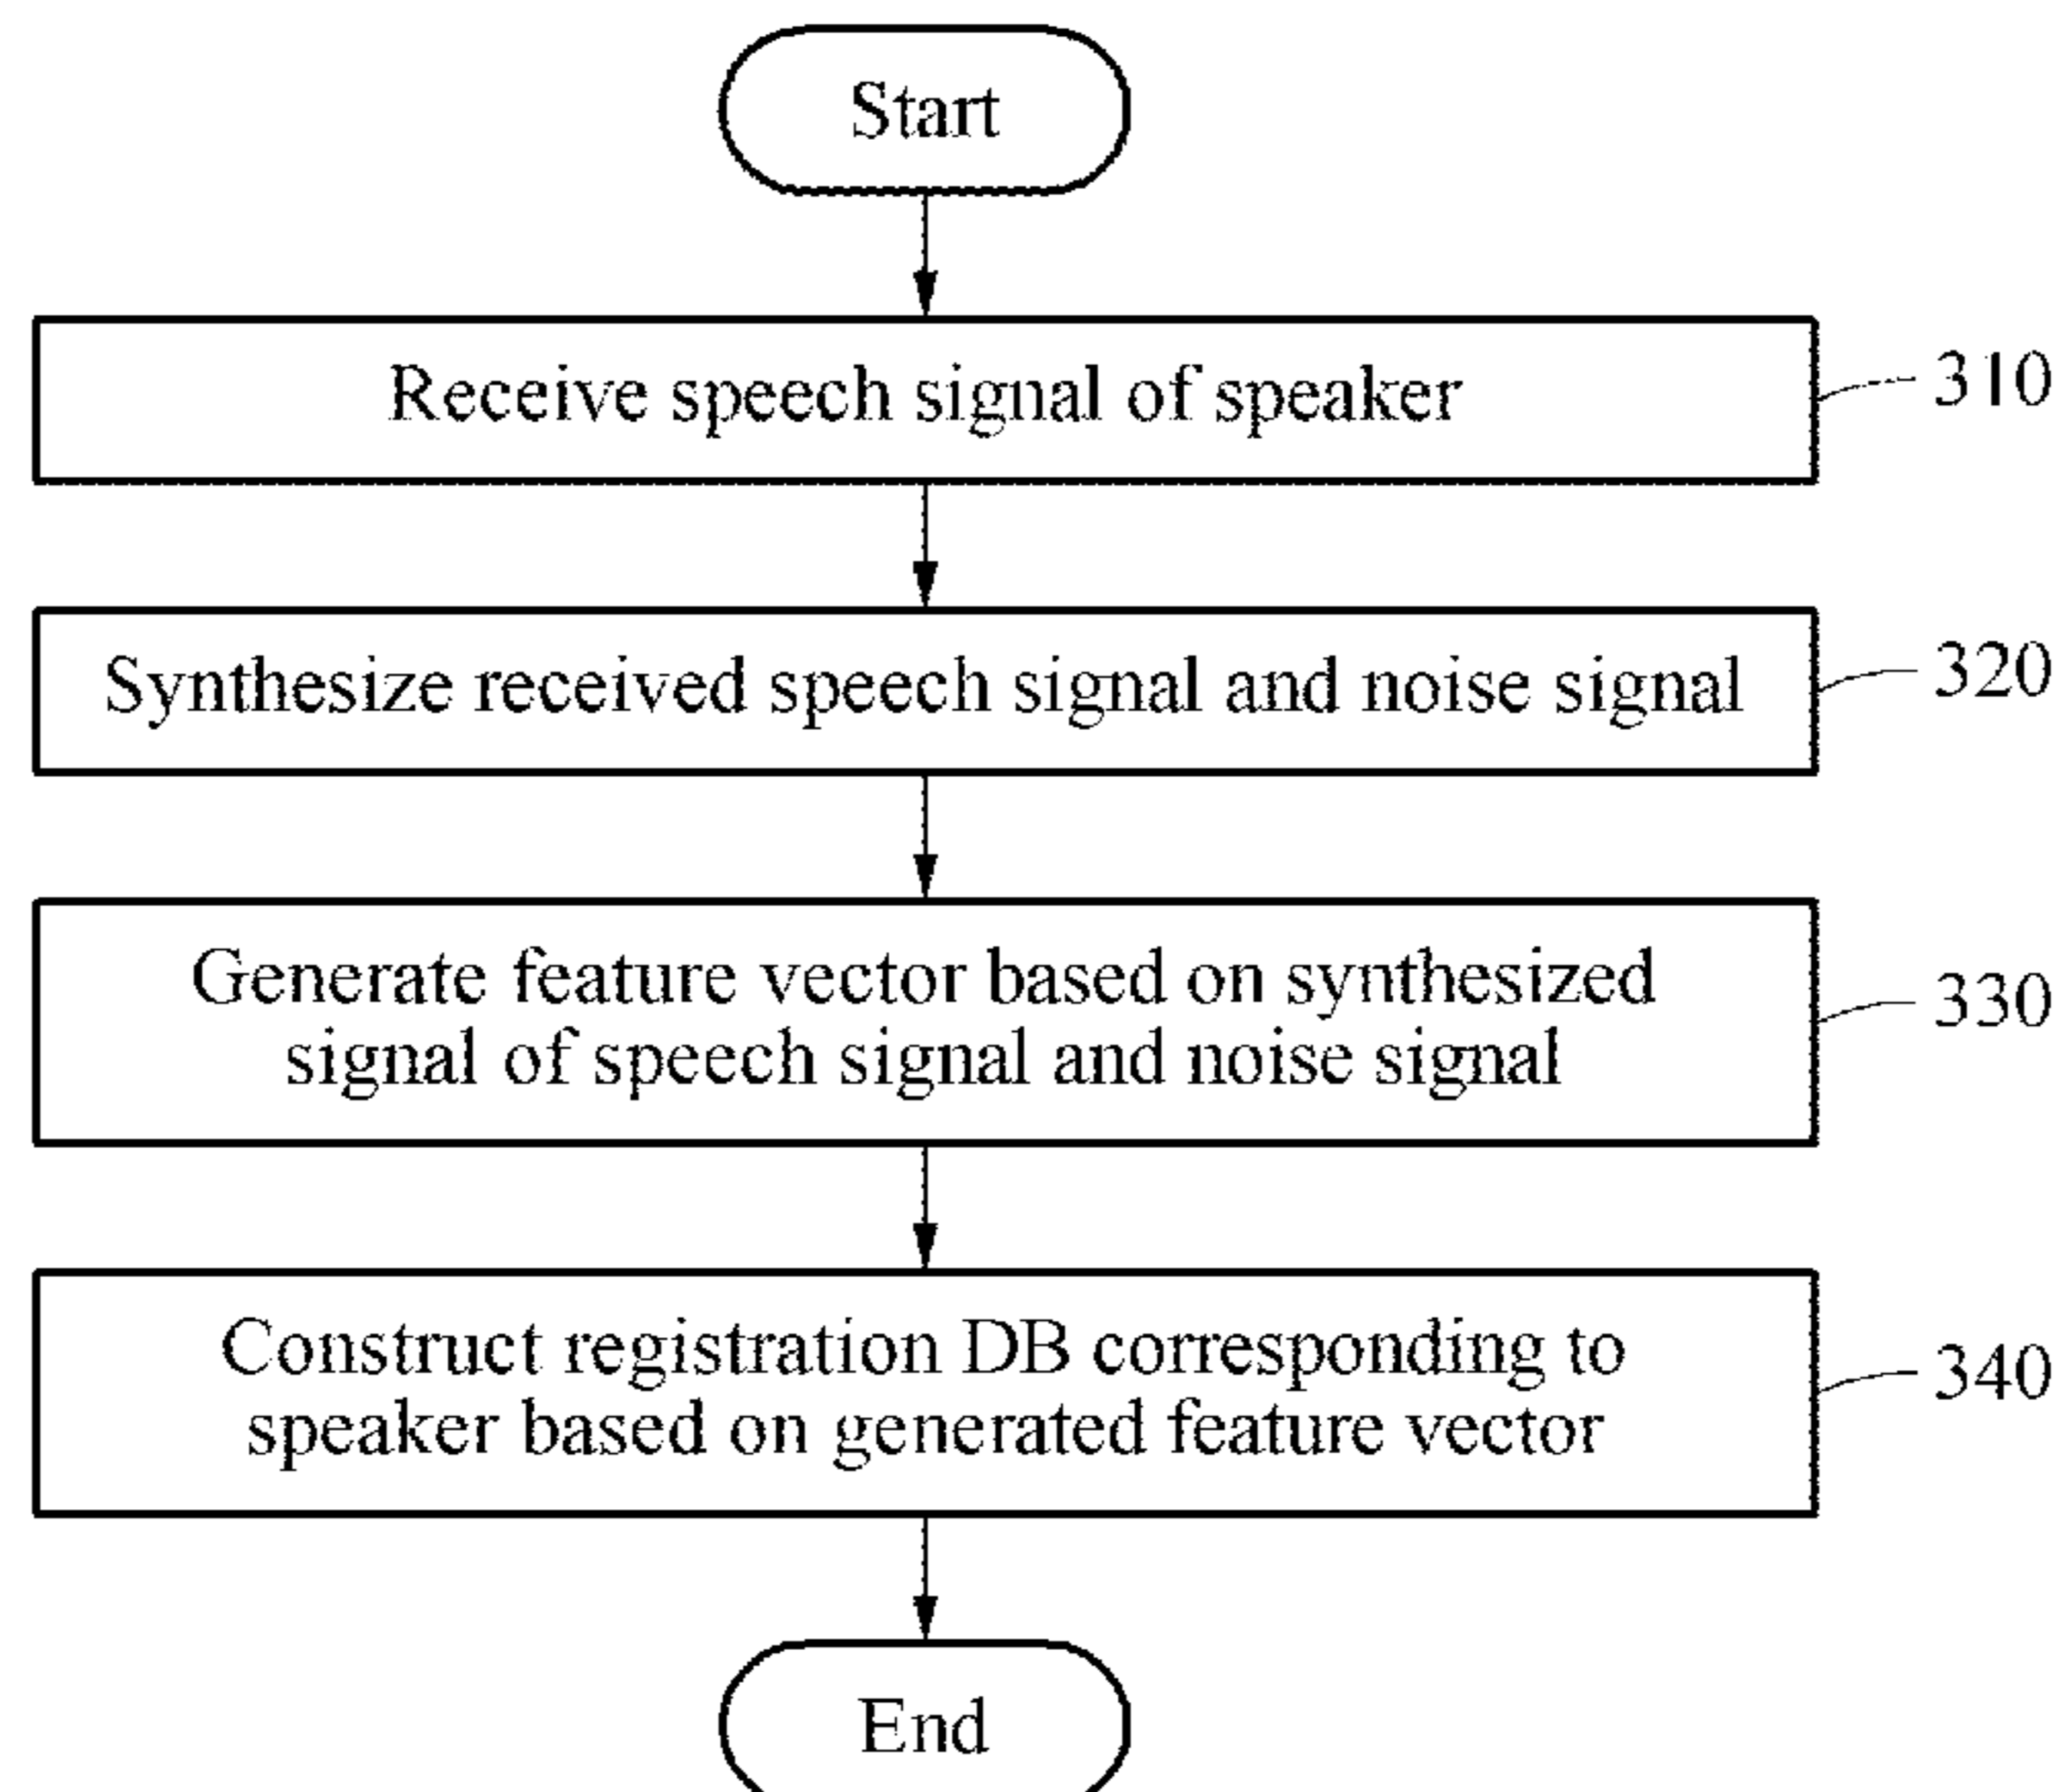 Start
Receive speech signal of speaker
310
Synthesize received speech signal and noise signal
320
Generate feature vector based on synthesized
signal of speech signal and noise signal
330
Construct registration DB corresponding to
speaker based on generated feature vector
340
End